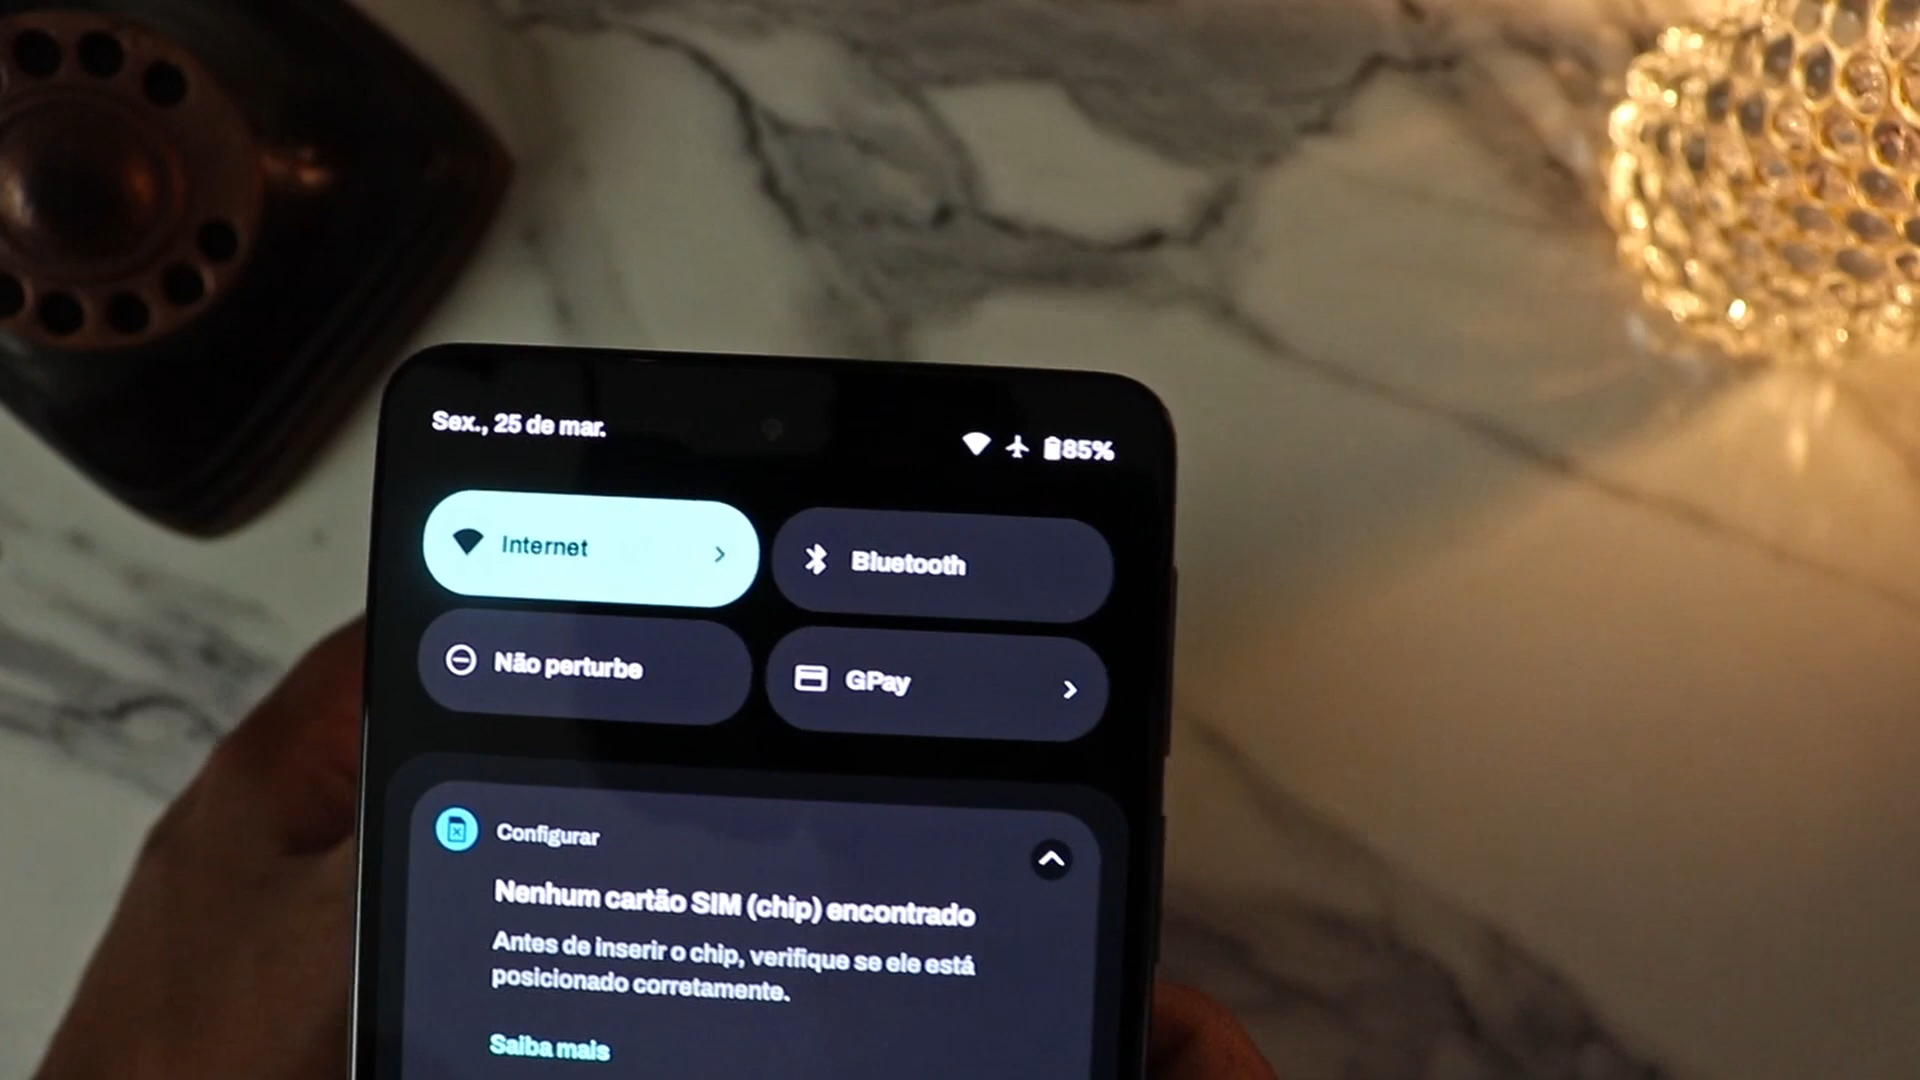 Sex., 25 de mar.
85%
Internet
Bluetooth
Não perturbe
GPay
Configurar
Nenhum cartão SIM (chip) encontrado
Antes de inserir o chip, verifique se ele está
posicionado corretamente.
Saiba mais